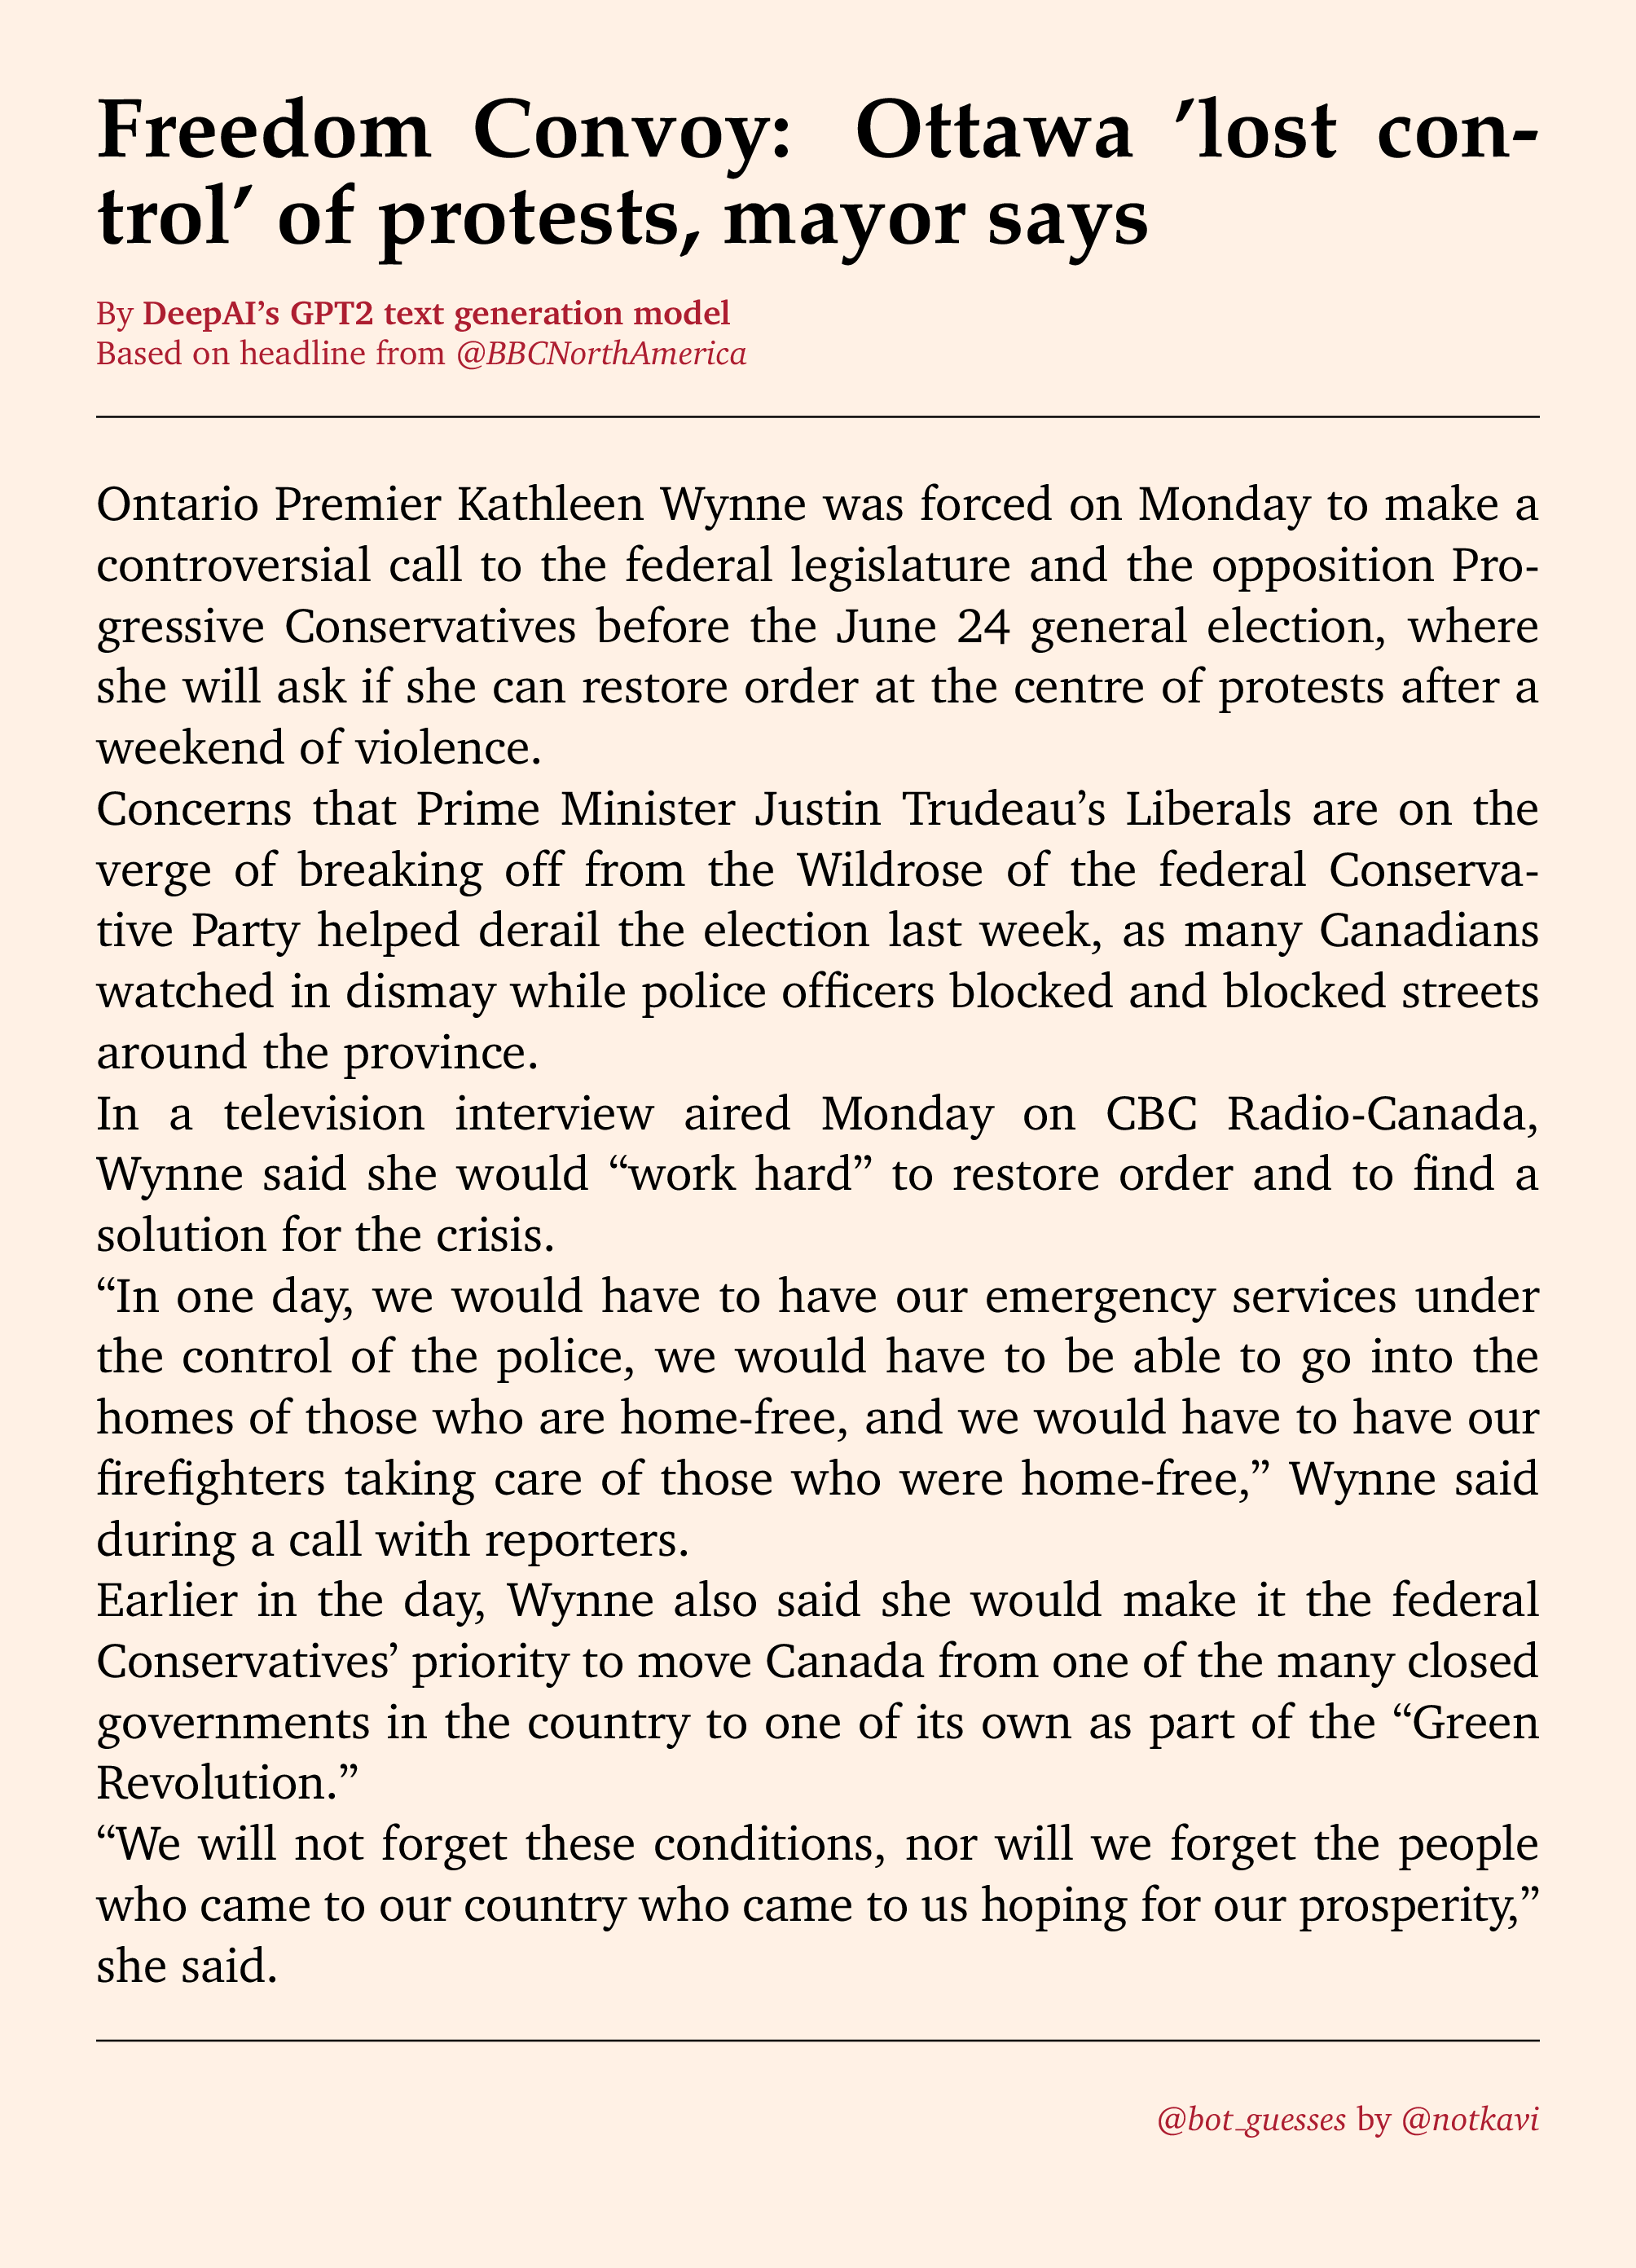 Freedom Convoy: Ottawa ’lost con-
trol’ of protests, mayor says
By DeepAI’s GPT2 text generation model
Based on headline from @BBCNorthAmerica
Ontario Premier Kathleen Wynne was forced on Monday to make a
controversial call to the federal legislature and the opposition Pro-
gressive Conservatives before the June 24 general election, where
she will ask if she can restore order at the centre of protests after a
weekend of violence.
Concerns that Prime Minister Justin Trudeau’s Liberals are on the
verge of breaking off from the Wildrose of the federal Conserva-
tive Party helped derail the election last week, as many Canadians
watched in dismay while police officers blocked and blocked streets
around the province.
In a television interview aired Monday on CBC Radio-Canada,
Wynne said she would “work hard” to restore order and to find a
solution for the crisis.
“In one day, we would have to have our emergency services under
the control of the police, we would have to be able to go into the
homes of those who are home-free, and we would have to have our
firefighters taking care of those who were home-free,” Wynne said
during a call with reporters.
Earlier in the day, Wynne also said she would make it the federal
Conservatives’ priority to move Canada from one of the many closed
governments in the country to one of its own as part of the “Green
Revolution.”
“We will not forget these conditions, nor will we forget the people
who came to our country who came to us hoping for our prosperity,”
she said.
@bot_guesses by @notkavi